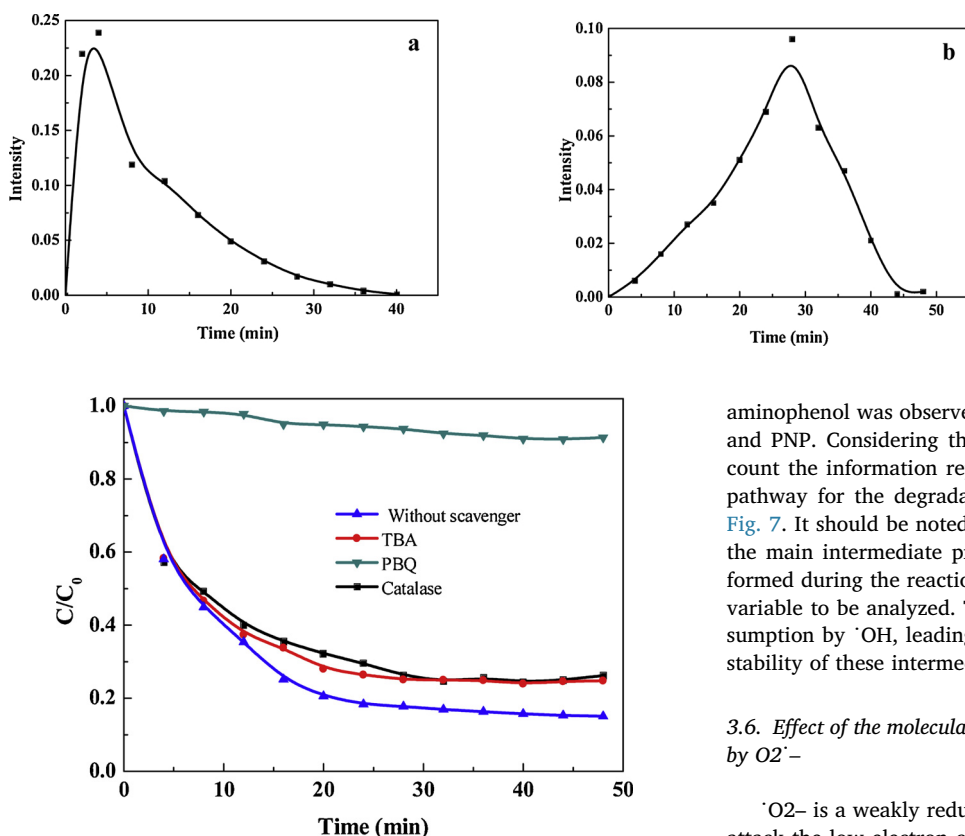 a
0.25
0.20
0.15
0.10
0.05
0.00
Intensity
0 10 20 30 40
Time (min)
b
0.10
0.08
0.06
0.04
0.02
0.00
Intensity
0 10 20 30 40 50
Time (min)
1.0
0.8
0.6
0.4
0.2
0.0
C/C0
Without scavenger
TBA
PBQ
Catalase
0 10 20 30 40 50
Time (min)
aminophenol was observe
and PNP. Considering th
count the information re
pathway for the degrada
Fig. 7. It should be noted
the main intermediate pr
formed during the reaction
variable to be analyzed.
sumption by ˙OH, leading
stability of these interme
3.6. Effect of the molecula
by O2˙–
˙O2– is a weakly redu